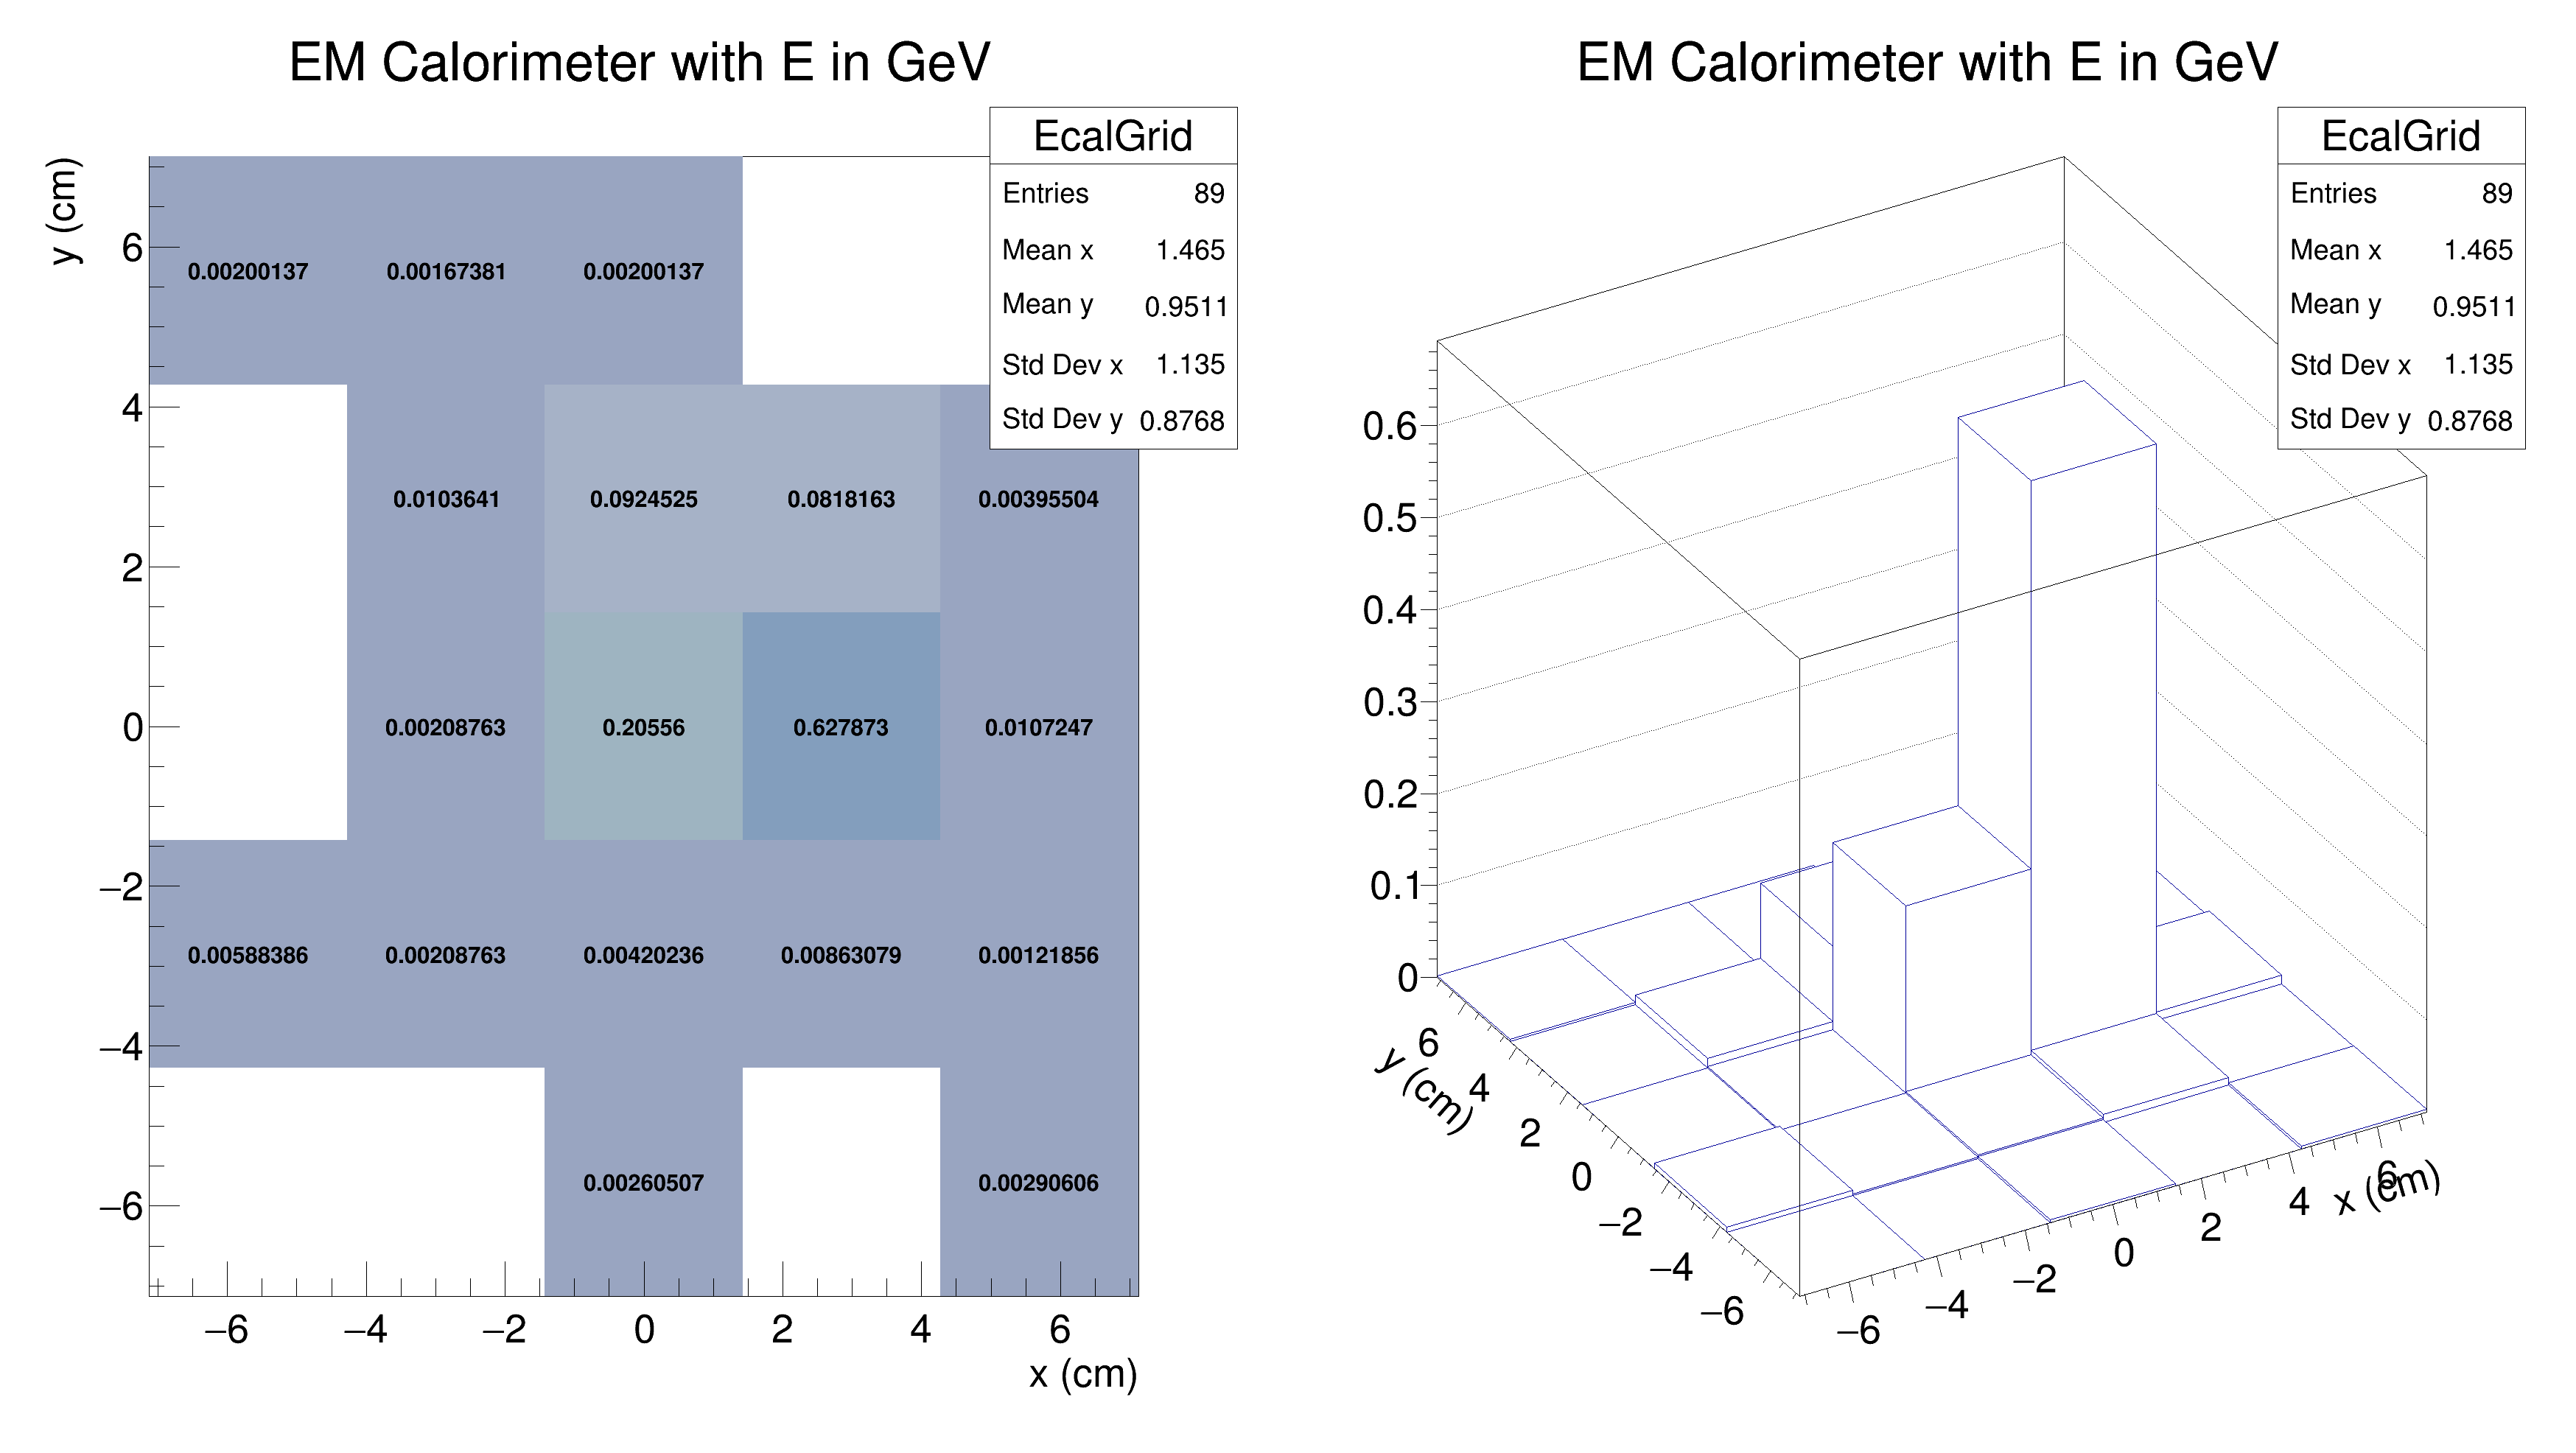 EM Calorimeter with E in GeV
EcalGrid
Entries 89
Mean x 1.465
Mean y 0.9511
Std Dev x 1.135
Std Dev y 0.8768
y (cm)
6
4
2
0
−2
−4
−6
0.00200137 0.00167381 0.00200137
0.0103641 0.0924525 0.0818163 0.00395504
0.00208763 0.20556 0.627873 0.0107247
0.00588386 0.00208763 0.00420236 0.00863079 0.00121856
0.00260507 0.00290606
−6 −4 −2 0 2 4 6
x (cm)
EM Calorimeter with E in GeV
EcalGrid
Entries 89
Mean x 1.465
Mean y 0.9511
Std Dev x 1.135
Std Dev y 0.8768
0.6
0.5
0.4
0.3
0.2
0.1
0
y (cm)
6
4
2
0
−2
−4
−6
−6
−4
−2
0
2
4
6
x (cm)